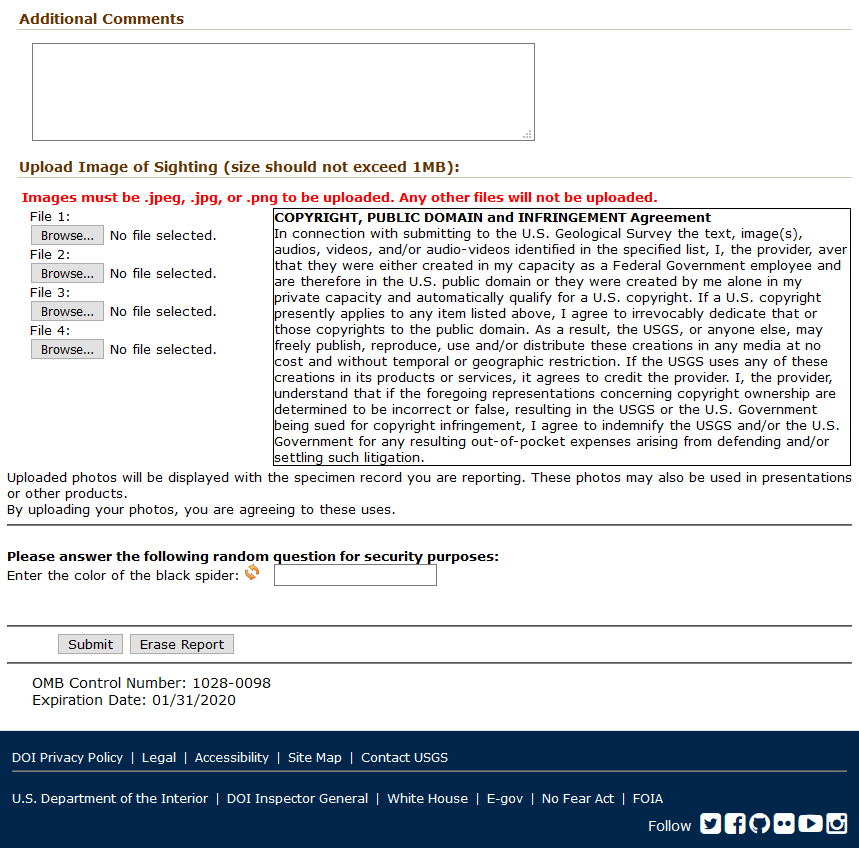 Additional Comments
Upload Image of Sighting (size should not exceed 1MB):
Images must be .jpeg, .jpg, or .png to be uploaded. Any other files will not be uploaded.
File 1:
Browse... No file selected.
File 2:
Browse... No file selected.
File 3:
Browse... No file selected.
File 4:
Browse... No file selected.
COPYRIGHT, PUBLIC DOMAIN and INFRINGEMENT Agreement
In connection with submitting to the U.S. Geological Survey the text, image(s),
audios, videos, and/or audio-videos identified in the specified list, I, the provider, aver
that they were either created in my capacity as a Federal Government employee and
are therefore in the U.S. public domain or they were created by me alone in my
private capacity and automatically qualify for a U.S. copyright. If a U.S. copyright
presently applies to any item listed above, I agree to irrevocably dedicate that or
those copyrights to the public domain. As a result, the USGS, or anyone else, may
freely publish, reproduce, use and/or distribute these creations in any media at no
cost and without temporal or geographic restriction. If the USGS uses any of these
creations in its products or services, it agrees to credit the provider. I, the provider,
understand that if the foregoing representations concerning copyright ownership are
determined to be incorrect or false, resulting in the USGS or the U.S. Government
being sued for copyright infringement, I agree to indemnify the USGS and/or the U.S.
Government for any resulting out-of-pocket expenses arising from defending and/or
settling such litigation.
Uploaded photos will be displayed with the specimen record you are reporting. These photos may also be used in presentations
or other products.
By uploading your photos, you are agreeing to these uses.
Please answer the following random question for security purposes:
Enter the color of the black spider:
Submit Erase Report
OMB Control Number: 1028-0098
Expiration Date: 01/31/2020
DOI Privacy Policy | Legal | Accessibility | Site Map | Contact USGS
U.S. Department of the Interior | DOI Inspector General | White House | E-gov | No Fear Act | FOIA
Follow